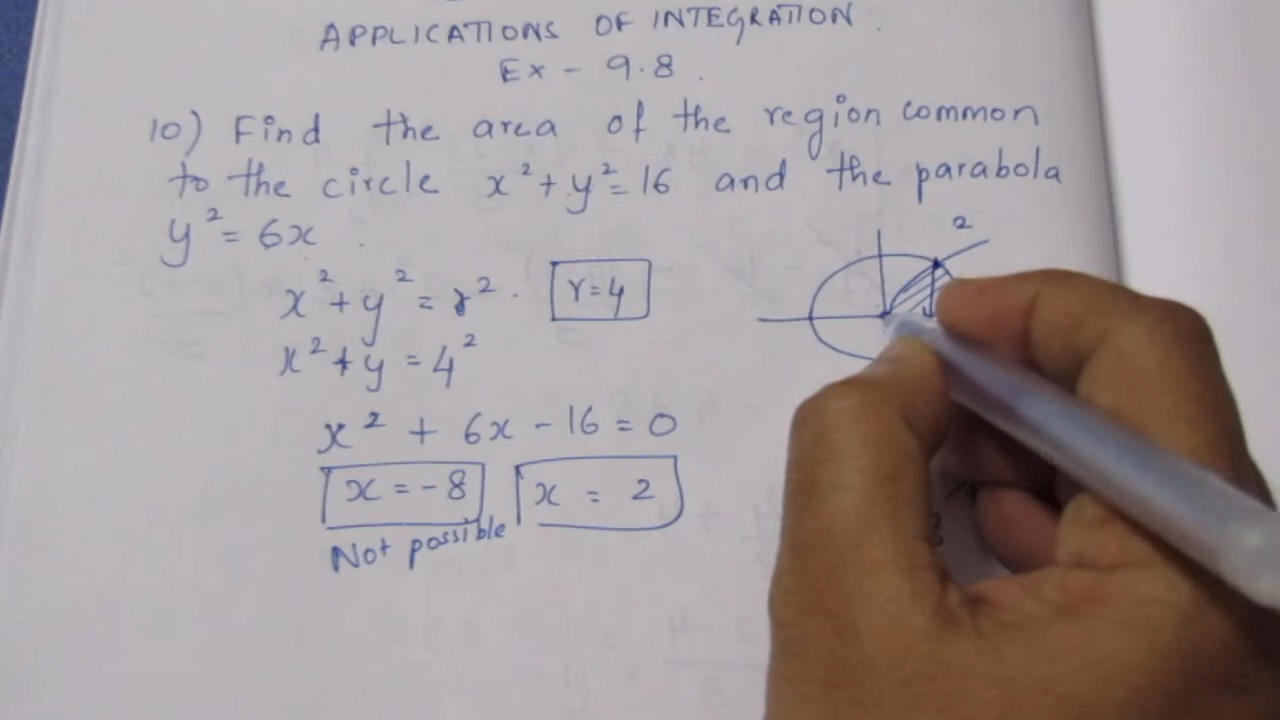 APPLICATIONS OF INTEGRATION.
Ex - 9.8.
10) Find the area of the region common
to the circle x² + y² = 16 and the parabola
y² = 6x.
2
x² + y² = r². r = 4
x² + y = 4²
x² + 6x - 16 = 0
x = -8 x = 2
Not possible